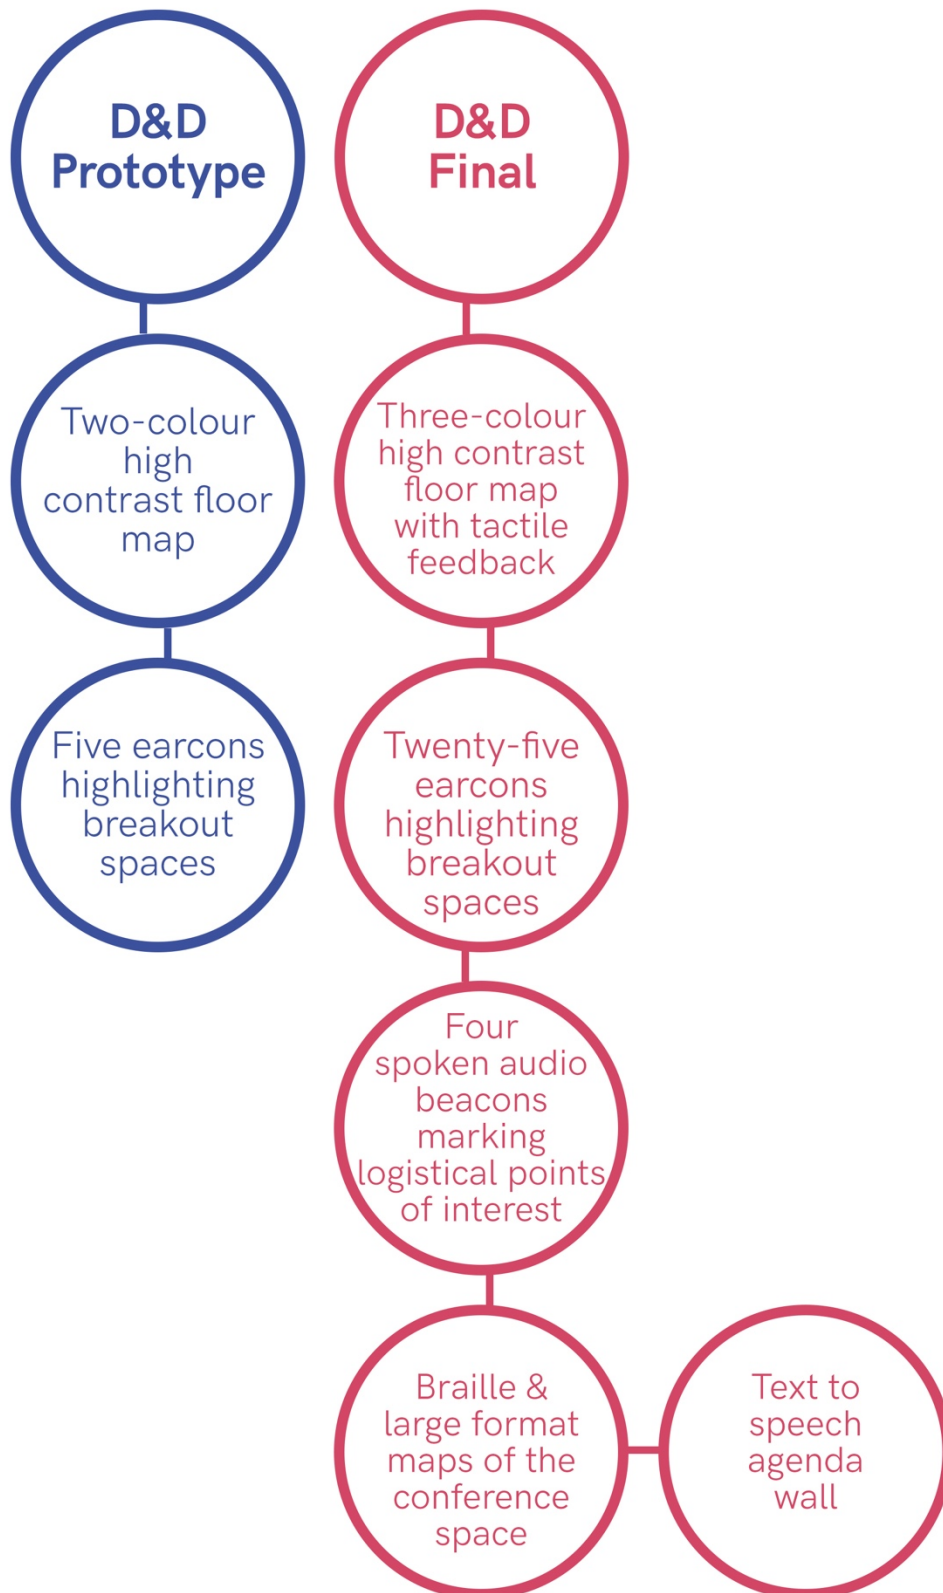 D&D
Prototype
Two-colour
high
contrast floor
map
Five earcons
highlighting
breakout
spaces
D&D
Final
Three-colour
high contrast
floor map
with tactile
feedback
Twenty-five
earcons
highlighting
breakout
spaces
Four
spoken audio
beacons
marking
logistical points
of interest
Braille &
large format
maps of the
conference
space
Text to
speech
agenda
wall